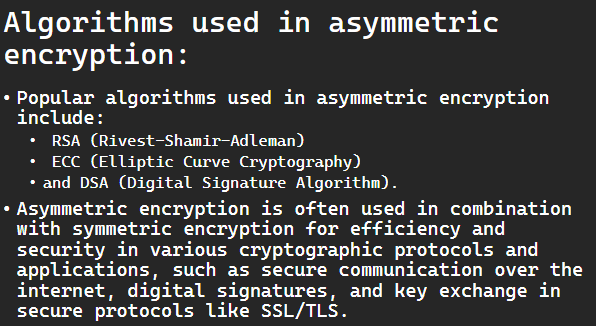 Algorithms used in asymmetric
encryption:
• Popular algorithms used in asymmetric encryption
include:
• RSA (Rivest–Shamir–Adleman)
• ECC (Elliptic Curve Cryptography)
• and DSA (Digital Signature Algorithm).
• Asymmetric encryption is often used in combination
with symmetric encryption for efficiency and
security in various cryptographic protocols and
applications, such as secure communication over the
internet, digital signatures, and key exchange in
secure protocols like SSL/TLS.